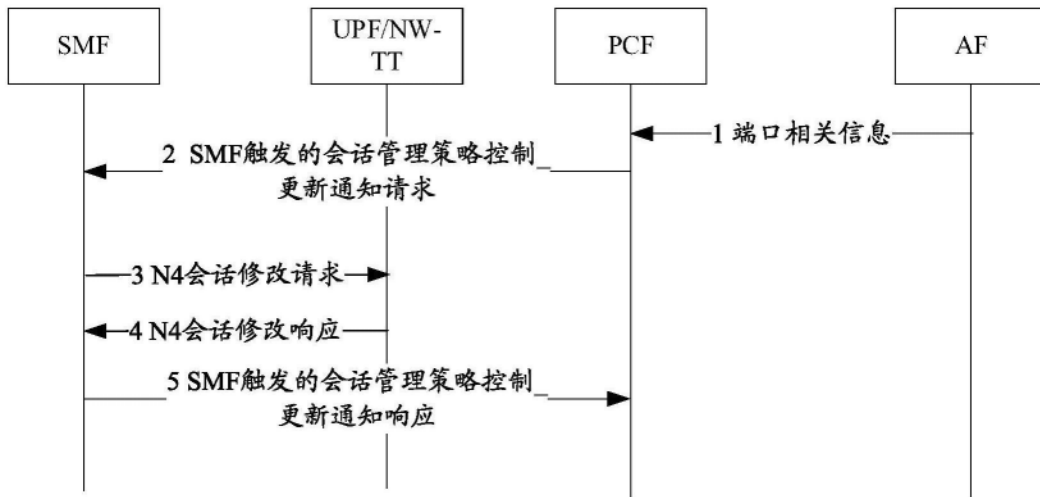 SMF
UPF/NW-
TT
PCF
AF
1 端口相关信息
2 SMF触发的会话管理策略控制_
更新通知请求
3 N4会话修改请求
4 N4会话修改响应
5 SMF触发的会话管理策略控制_
更新通知响应